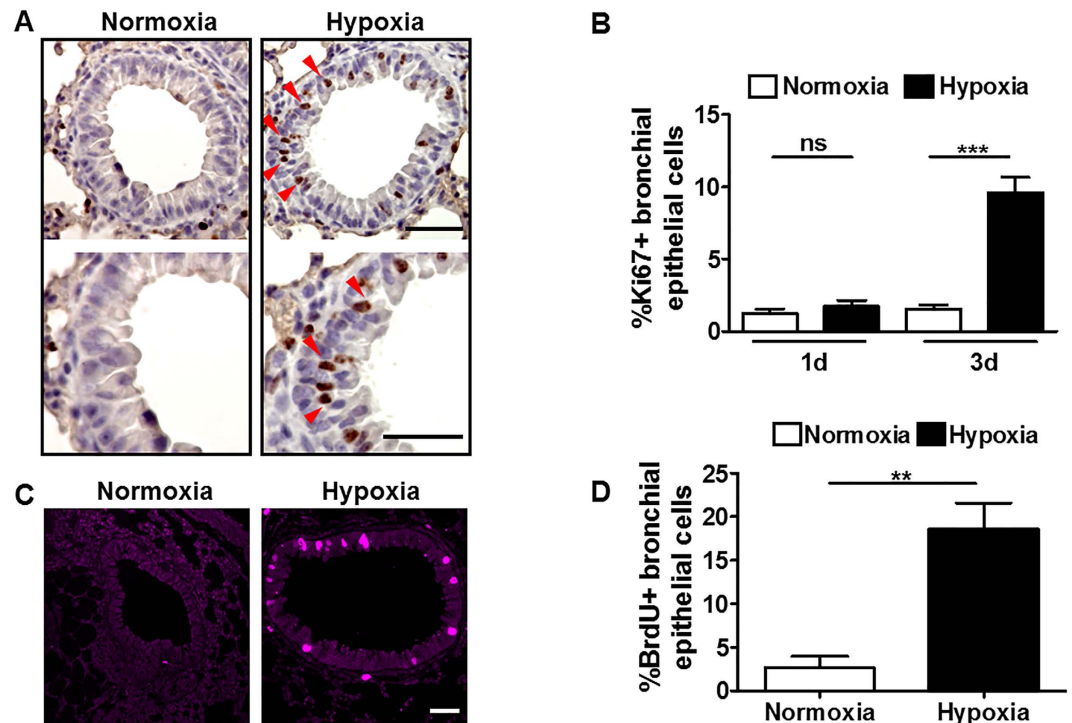 A
Normoxia
Hypoxia
B
Normoxia
Hypoxia
%Ki67+ bronchial
epithelial cells
15
10
5
0
ns
***
1d
3d
C
Normoxia
Hypoxia
D
Normoxia
Hypoxia
%BrdU+ bronchial
epithelial cells
25
20
15
10
5
0
**
Normoxia
Hypoxia